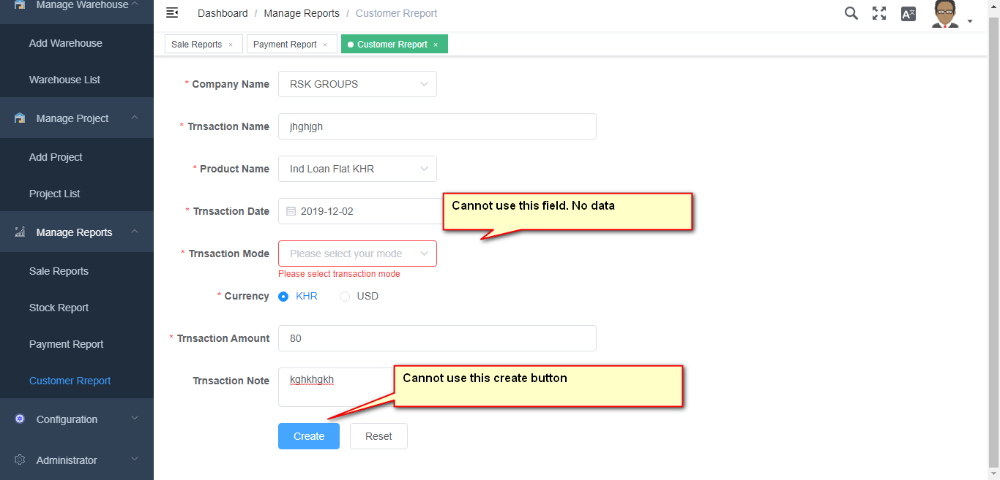 Manage Warehouse
Add Warehouse
Warehouse List
Manage Project
Add Project
Project List
Manage Reports
Sale Reports
Stock Report
Payment Report
Customer Rreport
Configuration
Administrator
Dashboard / Manage Reports / Customer Rreport
Sale Reports × Payment Report × Customer Rreport ×
* Company Name RSK GROUPS
* Trnsaction Name jhghjgh
* Product Name Ind Loan Flat KHR
* Trnsaction Date 2019-12-02
Cannot use this field. No data
* Trnsaction Mode Please select your mode
Please select transaction mode
* Currency KHR USD
* Trnsaction Amount 80
Trnsaction Note kghkhgkh
Cannot use this create button
Create Reset